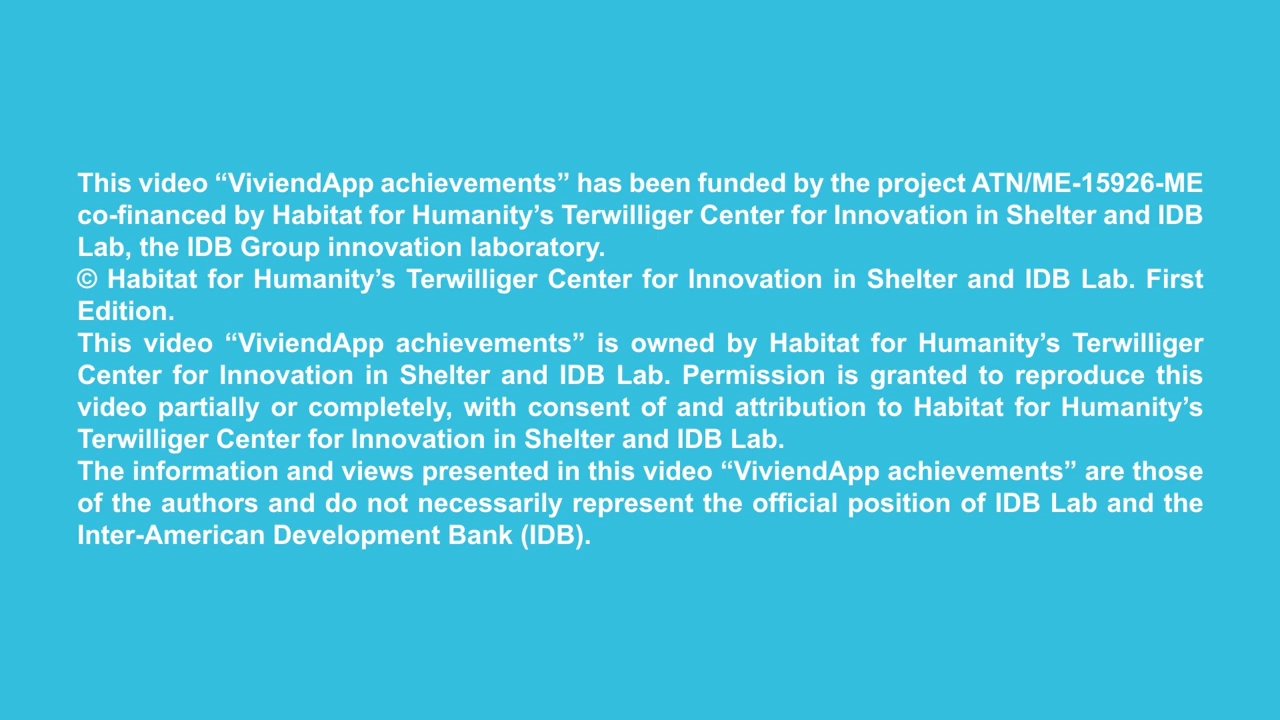 This video “ViviendApp achievements” has been funded by the project ATN/ME-15926-ME
co-financed by Habitat for Humanity’s Terwilliger Center for Innovation in Shelter and IDB
Lab, the IDB Group innovation laboratory.
© Habitat for Humanity’s Terwilliger Center for Innovation in Shelter and IDB Lab. First
Edition.
This video “ViviendApp achievements” is owned by Habitat for Humanity’s Terwilliger
Center for Innovation in Shelter and IDB Lab. Permission is granted to reproduce this
video partially or completely, with consent of and attribution to Habitat for Humanity’s
Terwilliger Center for Innovation in Shelter and IDB Lab.
The information and views presented in this video “ViviendApp achievements” are those
of the authors and do not necessarily represent the official position of IDB Lab and the
Inter-American Development Bank (IDB).